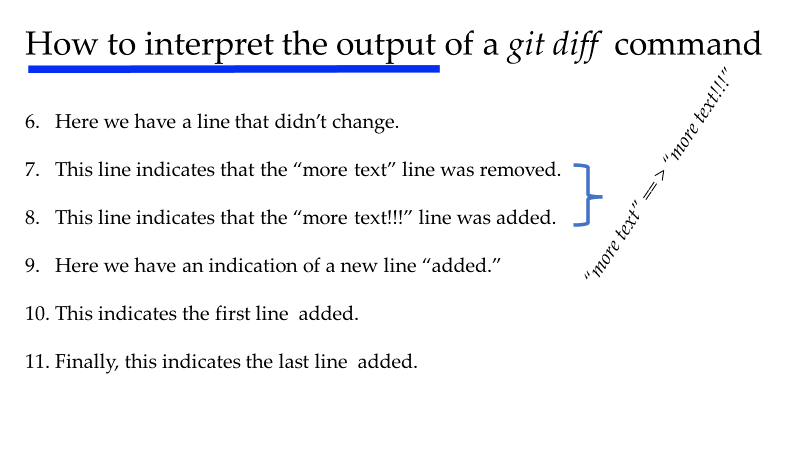 How to interpret the output of a git diff command
6. Here we have a line that didn’t change.
7. This line indicates that the “more text” line was removed.
8. This line indicates that the “more text!!!” line was added.
“more text” ==> “more text!!!”
9. Here we have an indication of a new line “added.”
10. This indicates the first line added.
11. Finally, this indicates the last line added.